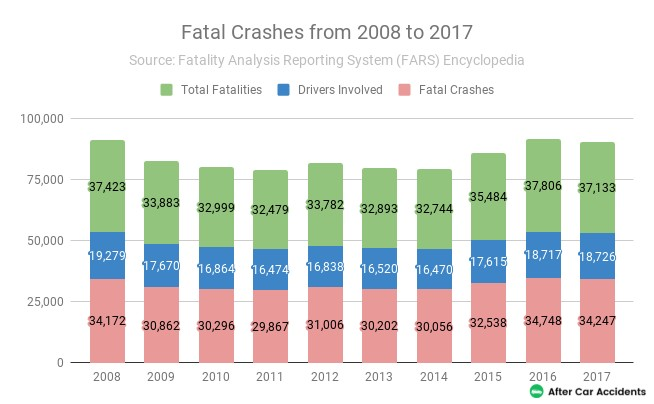 Fatal Crashes from 2008 to 2017
Source: Fatality Analysis Reporting System (FARS) Encyclopedia
Total Fatalities Drivers Involved Fatal Crashes
100,000
75,000
50,000
25,000
0
37,423 33,883 32,999 32,479 33,782 32,893 32,744 35,484 37,806 37,133
19,279 17,670 16,864 16,474 16,838 16,520 16,470 17,615 18,717 18,726
34,172 30,862 30,296 29,867 31,006 30,202 30,056 32,538 34,748 34,247
2008 2009 2010 2011 2012 2013 2014 2015 2016 2017
After Car Accidents